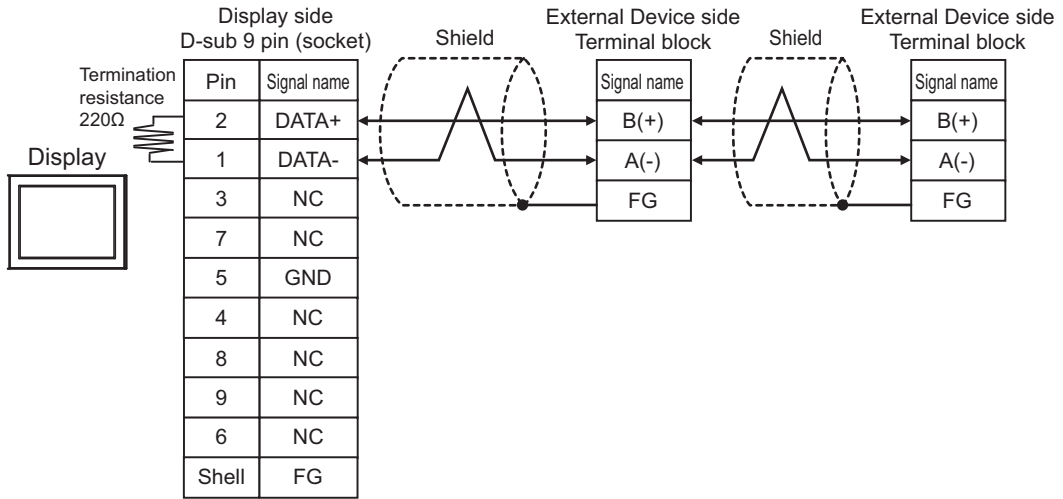 Display side
D-sub 9 pin (socket)
Shield
External Device side
Terminal block
Shield
External Device side
Terminal block
Termination
resistance
220Ω
Display
Pin Signal name
2 DATA+
1 DATA-
3 NC
7 NC
5 GND
4 NC
8 NC
9 NC
6 NC
Shell FG
Signal name
B(+)
A(-)
FG
Signal name
B(+)
A(-)
FG